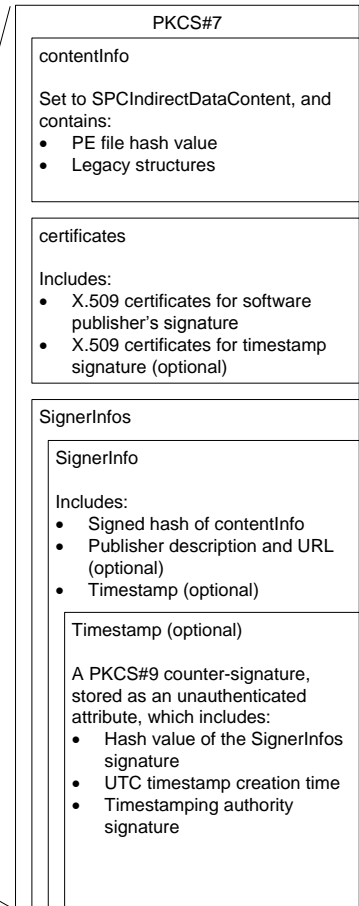 PKCS#7
contentInfo
Set to SPCIndirectDataContent, and
contains:
• PE file hash value
• Legacy structures
certificates
Includes:
• X.509 certificates for software
publisher's signature
• X.509 certificates for timestamp
signature (optional)
SignerInfos
SignerInfo
Includes:
• Signed hash of contentInfo
• Publisher description and URL
(optional)
• Timestamp (optional)
Timestamp (optional)
A PKCS#9 counter-signature,
stored as an unauthenticated
attribute, which includes:
• Hash value of the SignerInfos
signature
• UTC timestamp creation time
• Timestamping authority
signature